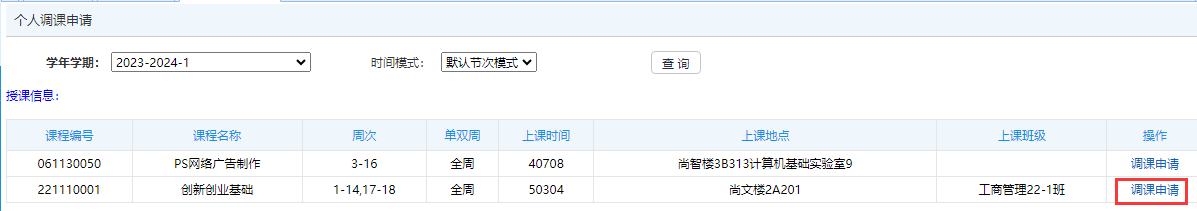 个人调课申请
学年学期： 2023-2024-1 时间模式： 默认节次模式 查 询
授课信息：
课程编号 课程名称 周次 单双周 上课时间 上课地点 上课班级 操作
061130050 PS网络广告制作 3-16 全周 40708 尚智楼3B313计算机基础实验室9 调课申请
221110001 创新创业基础 1-14,17-18 全周 50304 尚文楼2A201 工商管理22-1班 调课申请